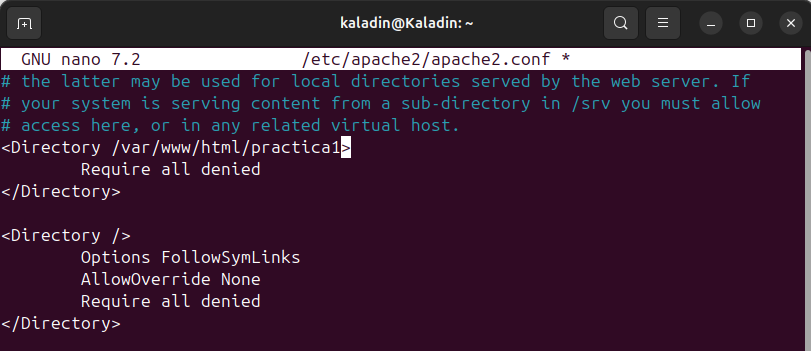 kaladin@Kaladin: ~
GNU nano 7.2 /etc/apache2/apache2.conf *
# the latter may be used for local directories served by the web server. If
# your system is serving content from a sub-directory in /srv you must allow
# access here, or in any related virtual host.
<Directory /var/www/html/practica1>
Require all denied
</Directory>
<Directory />
Options FollowSymLinks
AllowOverride None
Require all denied
</Directory>